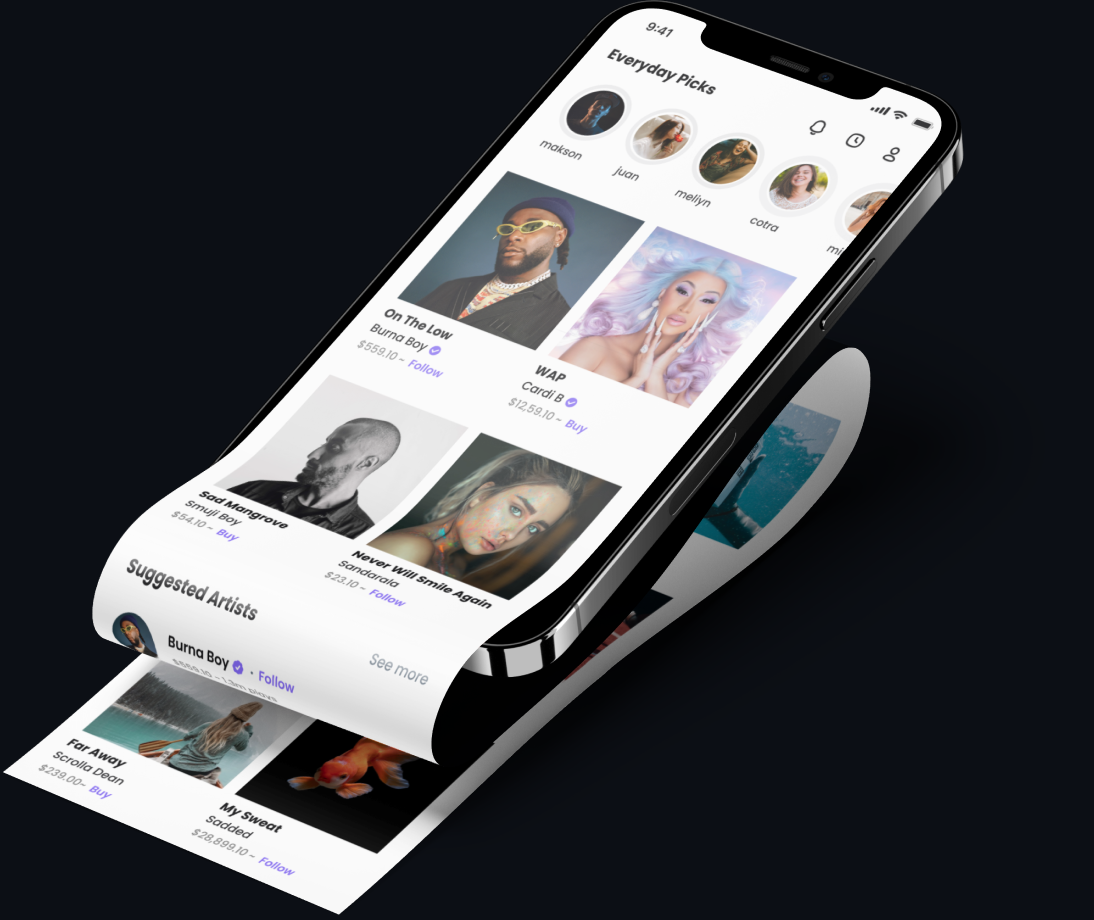 9:41
Everyday Picks
makson
juan
meliyn
cotra
mi
On The Low
Burna Boy
$559.10 ~ Follow
WAP
Cardi B
$12,59.10 ~ Buy
Sad Mangrove
Smuji Boy
$54.10 ~ Buy
Never Will Smile Again
Sandarala
$23.10 ~ Follow
Suggested Artists
See more
Burna Boy · Follow
Far Away
Scrolla Dean
$239.00~ Buy
My Sweat
Sadded
$28,899.10 ~ Follow